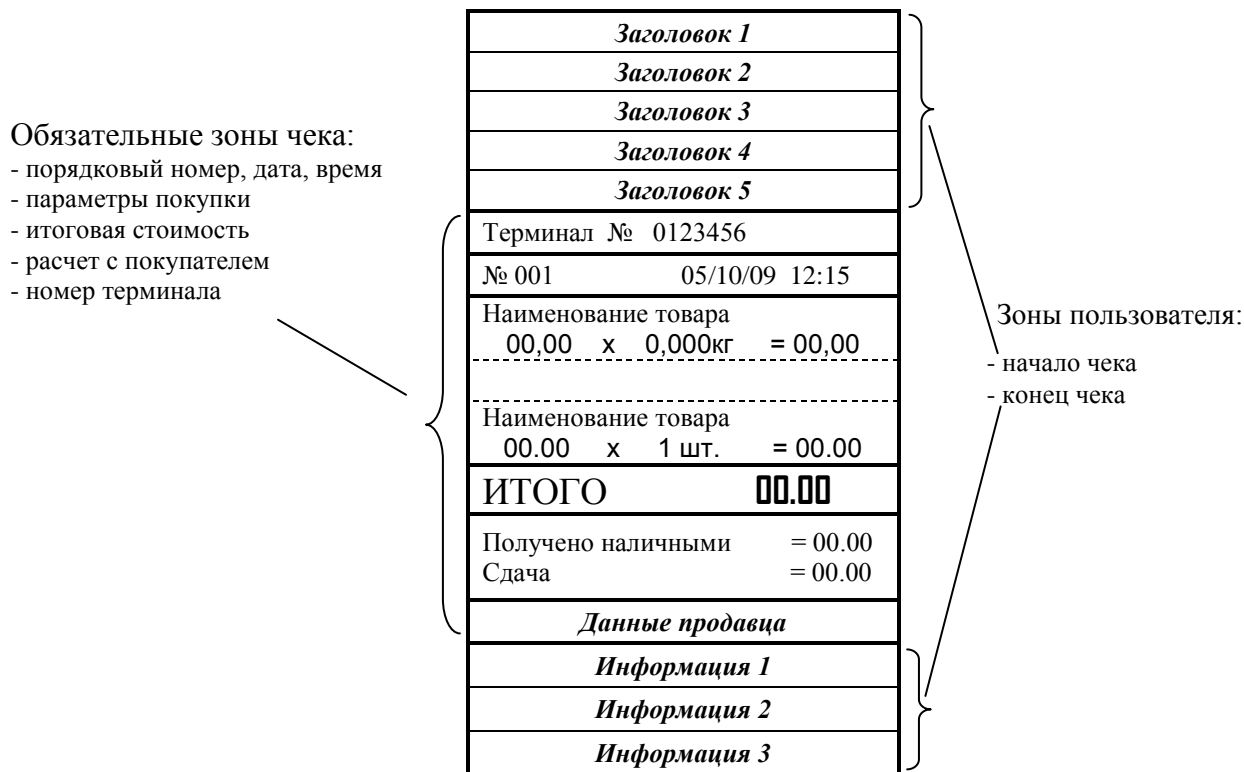 Обязательные зоны чека:
- порядковый номер, дата, время
- параметры покупки
- итоговая стоимость
- расчет с покупателем
- номер терминала
Заголовок 1
Заголовок 2
Заголовок 3
Заголовок 4
Заголовок 5
Терминал № 0123456
№ 001 05/10/09 12:15
Наименование товара
00,00 х 0,000кг = 00,00
Наименование товара
00.00 х 1 шт. = 00.00
ИТОГО 00.00
Получено наличными = 00.00
Сдача = 00.00
Данные продавца
Информация 1
Информация 2
Информация 3
Зоны пользователя:
- начало чека
- конец чека